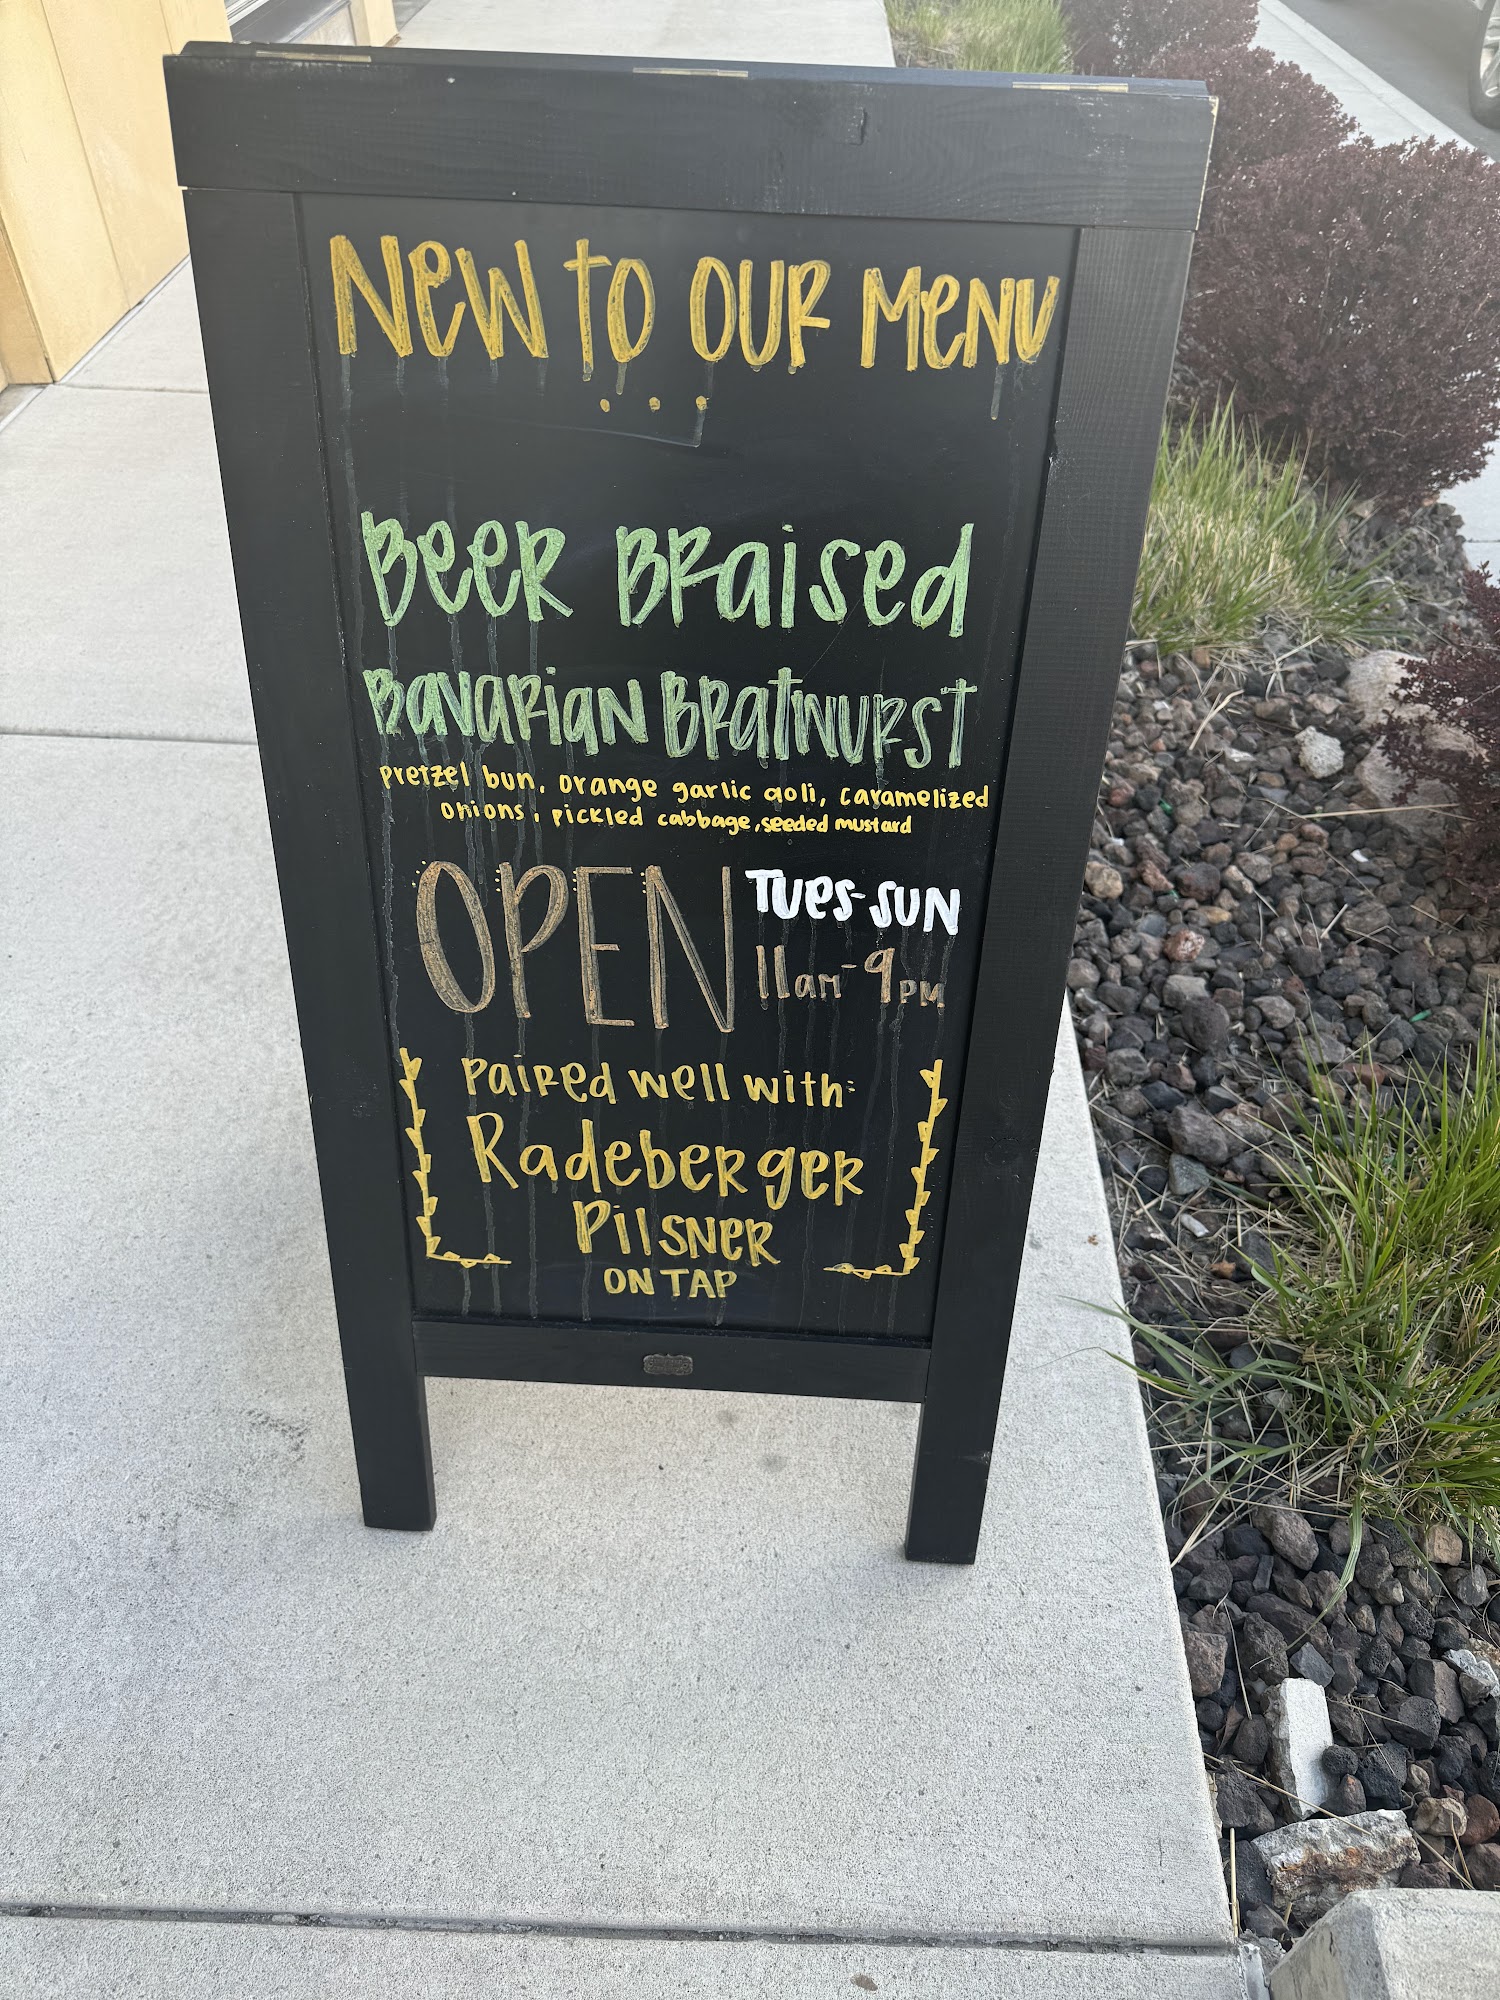 New to our Menu
...
Beer Braised
Bavarian Bratwurst
pretzel bun, orange garlic aoli, caramelized
onions, pickled cabbage, seeded mustard
OPEN Tues-Sun
11am-9pm
Paired well with:
Radeberger
Pilsner
ON TAP